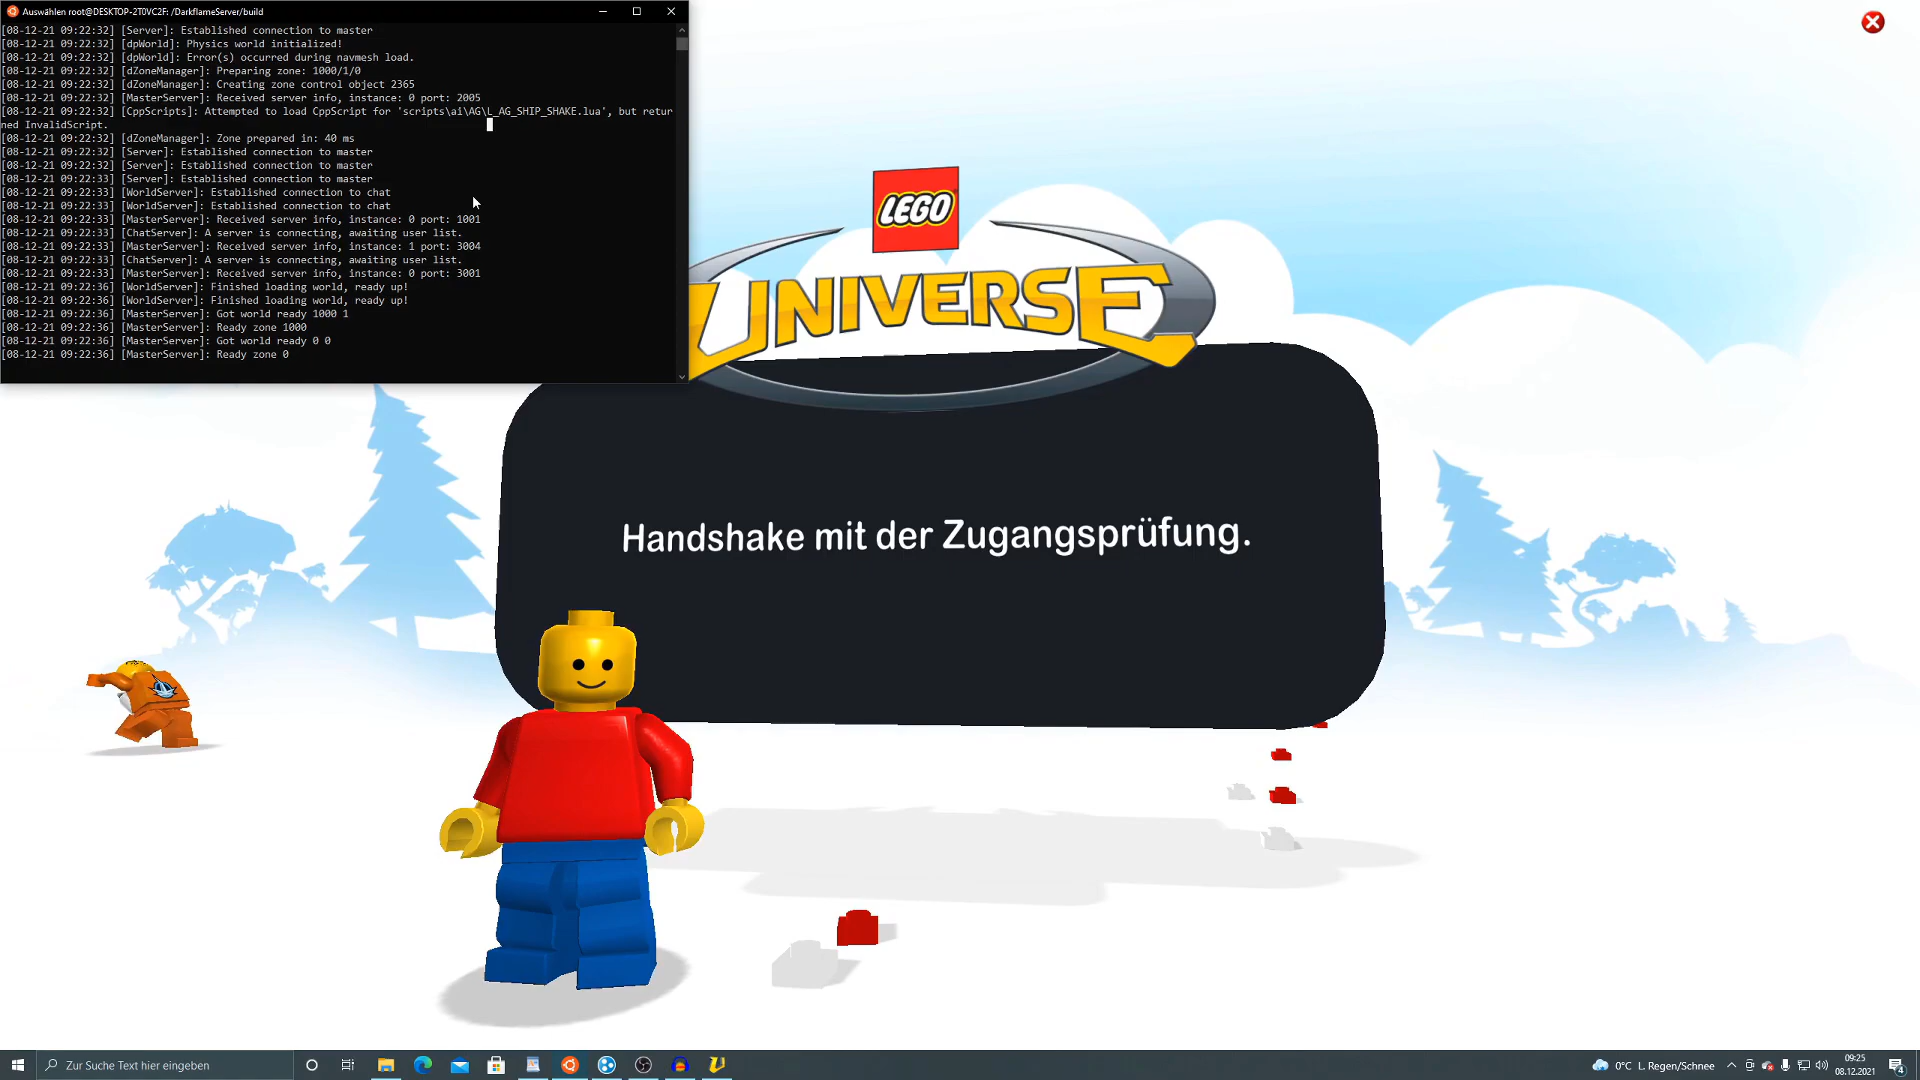 Auswählen root@DESKTOP-2T0VC2F: /DarkflameServer/build
[08-12-21 09:22:32] [Server]: Established connection to master
[08-12-21 09:22:32] [dpWorld]: Physics world initialized!
[08-12-21 09:22:32] [dpWorld]: Error(s) occurred during navmesh load.
[08-12-21 09:22:32] [dZoneManager]: Preparing zone: 1000/1/0
[08-12-21 09:22:32] [dZoneManager]: Creating zone control object 2365
[08-12-21 09:22:32] [MasterServer]: Received server info, instance: 0 port: 2005
[08-12-21 09:22:32] [CppScripts]: Attempted to load CppScript for 'scripts\ai\AG\L_AG_SHIP_SHAKE.lua', but retur
ned InvalidScript.
[08-12-21 09:22:32] [dZoneManager]: Zone prepared in: 40 ms
[08-12-21 09:22:32] [Server]: Established connection to master
[08-12-21 09:22:32] [Server]: Established connection to master
[08-12-21 09:22:33] [Server]: Established connection to master
[08-12-21 09:22:33] [WorldServer]: Established connection to chat
[08-12-21 09:22:33] [WorldServer]: Established connection to chat
[08-12-21 09:22:33] [MasterServer]: Received server info, instance: 0 port: 1001
[08-12-21 09:22:33] [ChatServer]: A server is connecting, awaiting user list.
[08-12-21 09:22:33] [MasterServer]: Received server info, instance: 1 port: 3004
[08-12-21 09:22:33] [ChatServer]: A server is connecting, awaiting user list.
[08-12-21 09:22:33] [MasterServer]: Received server info, instance: 0 port: 3001
[08-12-21 09:22:36] [WorldServer]: Finished loading world, ready up!
[08-12-21 09:22:36] [WorldServer]: Finished loading world, ready up!
[08-12-21 09:22:36] [MasterServer]: Got world ready 1000 1
[08-12-21 09:22:36] [MasterServer]: Ready zone 1000
[08-12-21 09:22:36] [MasterServer]: Got world ready 0 0
[08-12-21 09:22:36] [MasterServer]: Ready zone 0
LEGO
UNIVERSE
Handshake mit der Zugangsprüfung.
Zur Suche Text hier eingeben
0°C L. Regen/Schnee
09:25
08.12.2021
4